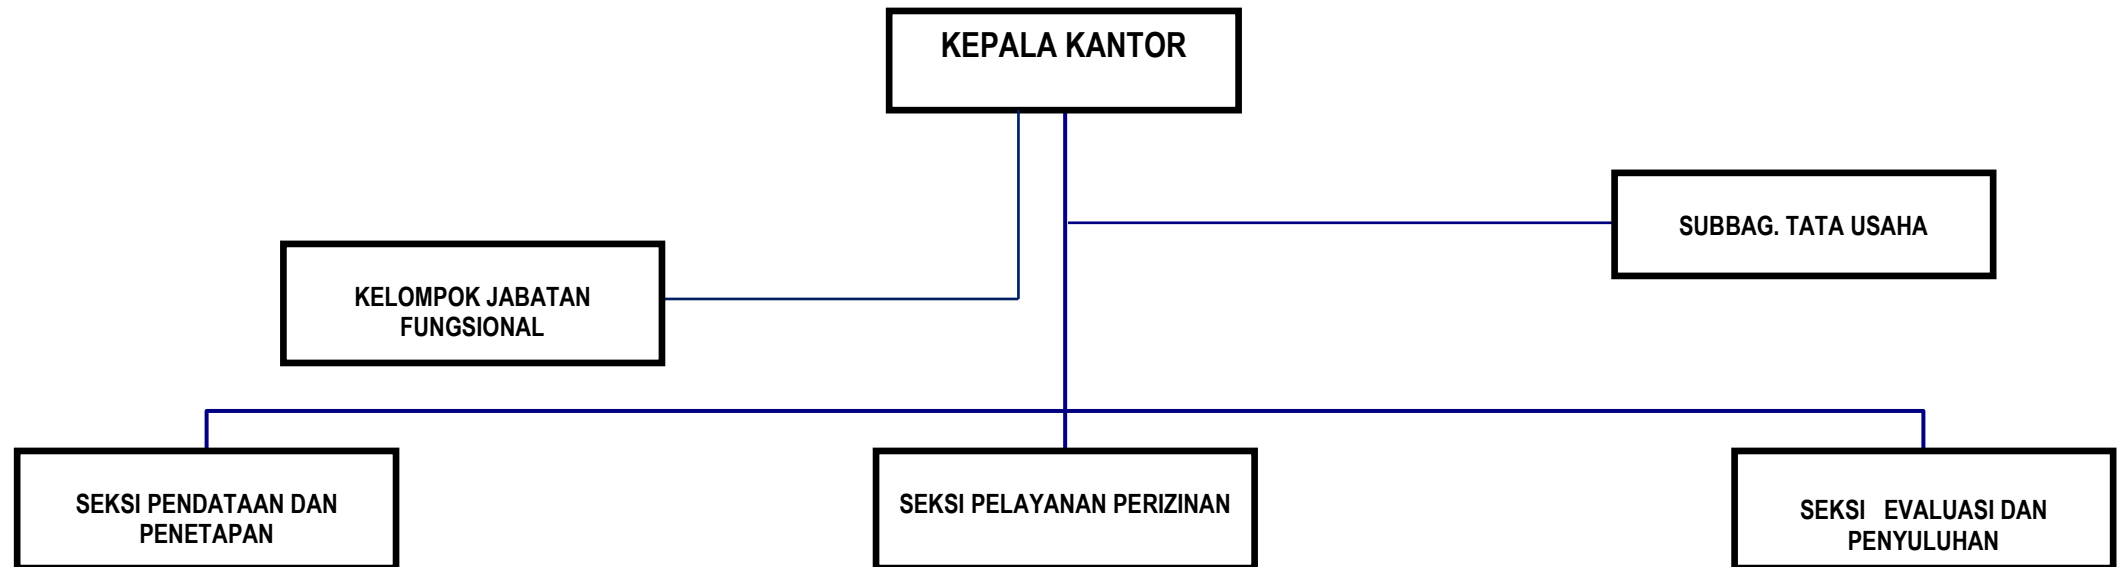 KEPALA KANTOR
SUBBAG. TATA USAHA
KELOMPOK JABATAN
FUNGSIONAL
SEKSI PENDATAAN DAN
PENETAPAN
SEKSI PELAYANAN PERIZINAN
SEKSI   EVALUASI DAN
PENYULUHAN